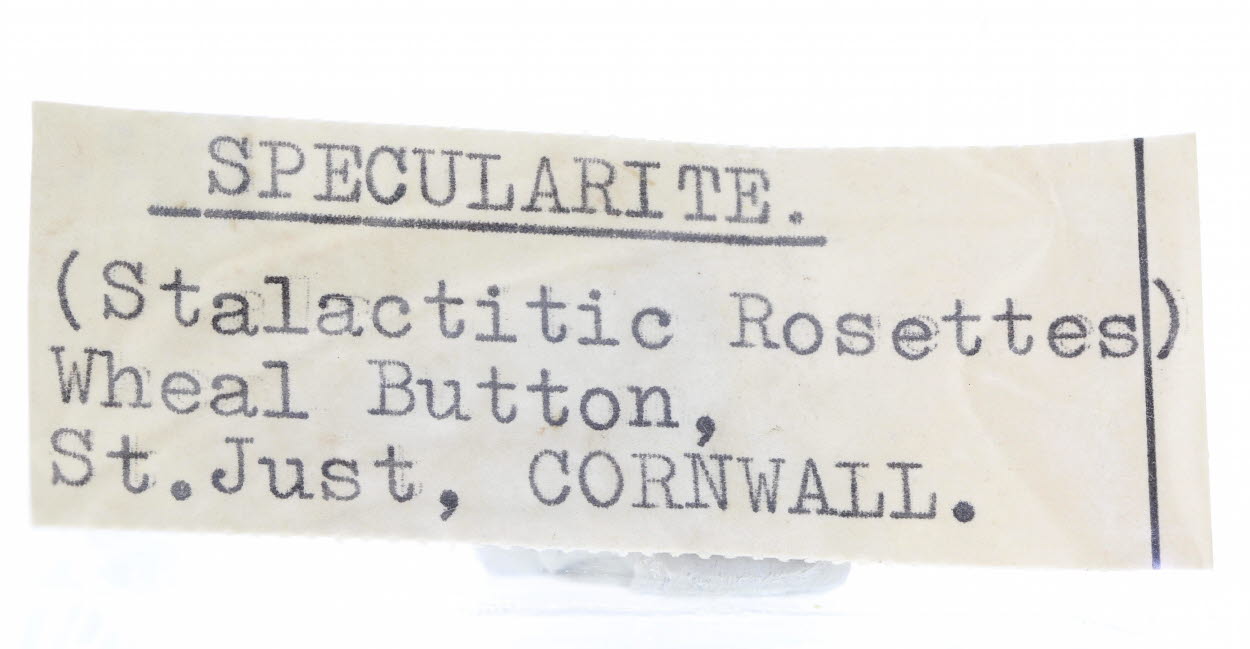 SPECULARITE.
(Stalactitic Rosettes)
Wheal Button,
St.Just, CORNWALL.